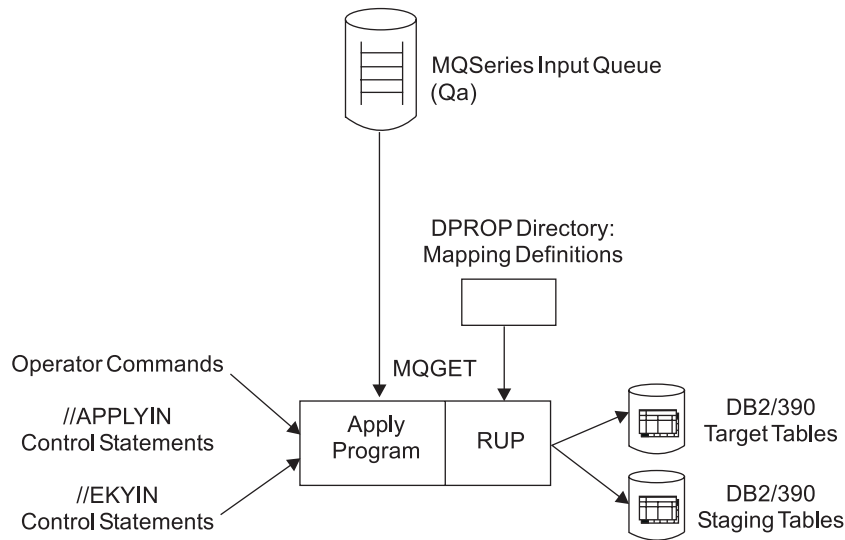 MQSeries Input Queue
(Qa)
DPROP Directory:
Mapping Definitions
Operator Commands
MQGET
//APPLYIN
Control Statements
Apply
Program
RUP
DB2/390
Target Tables
//EKYIN
Control Statements
DB2/390
Staging Tables